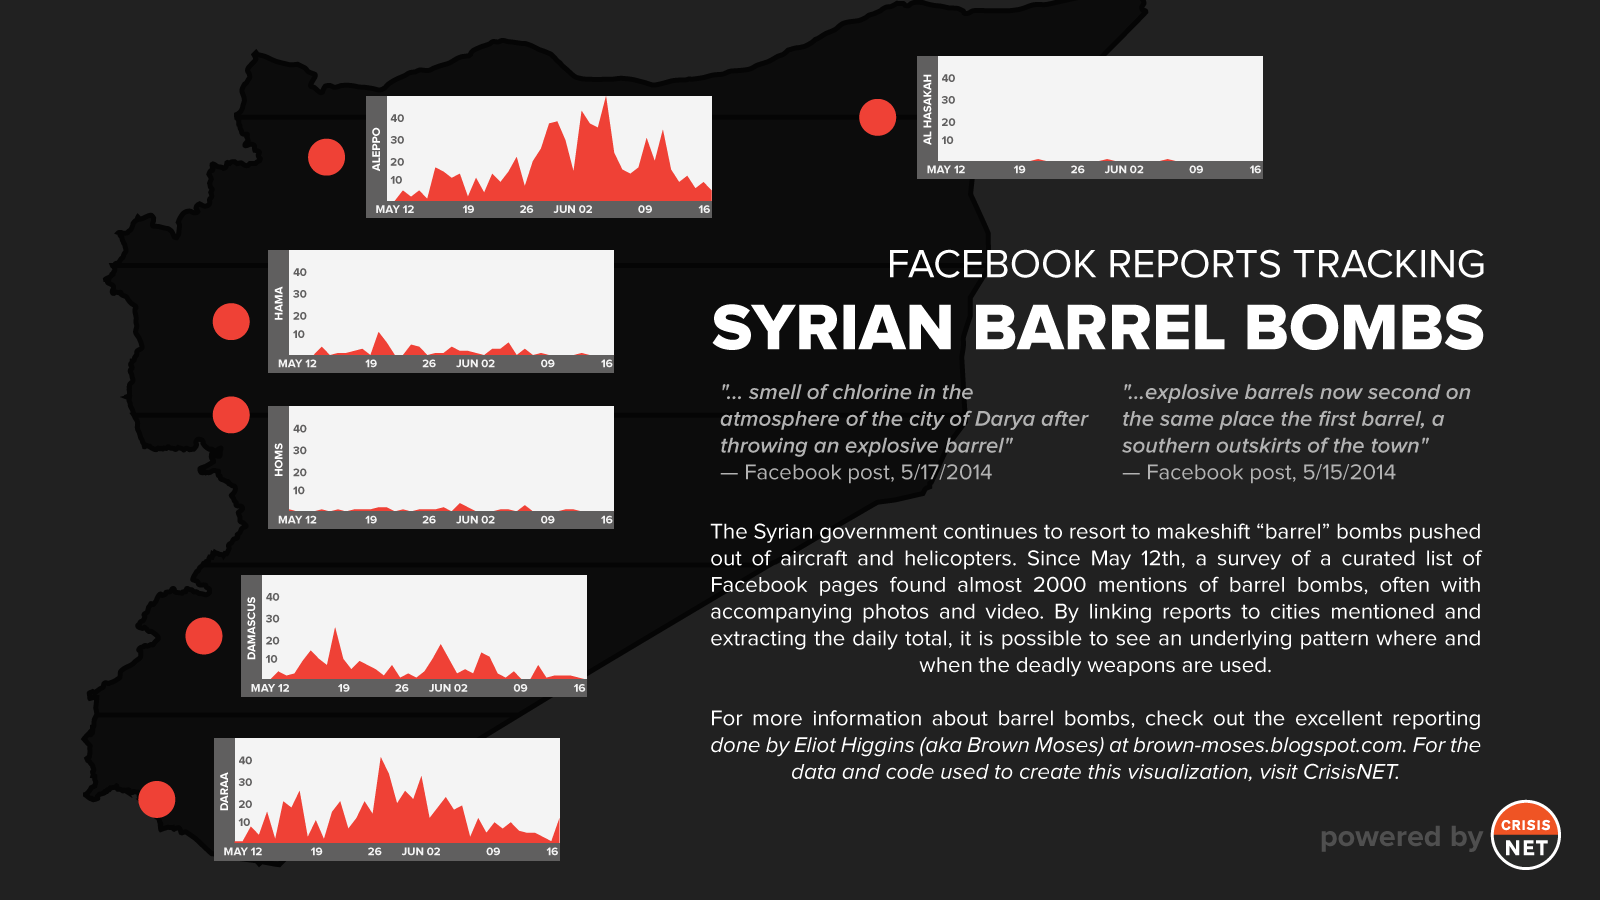 AL HASAKAH
40
30
20
10
MAY 12 19 26 JUN 02 09 16
ALEPPO
40
30
20
10
MAY 12 19 26 JUN 02 09 16
HAMA
40
30
20
10
MAY 12 19 26 JUN 02 09 16
HOMS
40
30
20
10
MAY 12 19 26 JUN 02 09 16
DAMASCUS
40
30
20
10
MAY 12 19 26 JUN 02 09 16
DARAA
40
30
20
10
MAY 12 19 26 JUN 02 09 16
FACEBOOK REPORTS TRACKING
SYRIAN BARREL BOMBS
"... smell of chlorine in the
atmosphere of the city of Darya after
throwing an explosive barrel"
— Facebook post, 5/17/2014
"...explosive barrels now second on
the same place the first barrel, a
southern outskirts of the town"
— Facebook post, 5/15/2014
The Syrian government continues to resort to makeshift “barrel” bombs pushed
out of aircraft and helicopters. Since May 12th, a survey of a curated list of
Facebook pages found almost 2000 mentions of barrel bombs, often with
accompanying photos and video. By linking reports to cities mentioned and
extracting the daily total, it is possible to see an underlying pattern where and
when the deadly weapons are used.
For more information about barrel bombs, check out the excellent reporting
done by Eliot Higgins (aka Brown Moses) at brown-moses.blogspot.com. For the
data and code used to create this visualization, visit CrisisNET.
powered by
CRISIS
NET